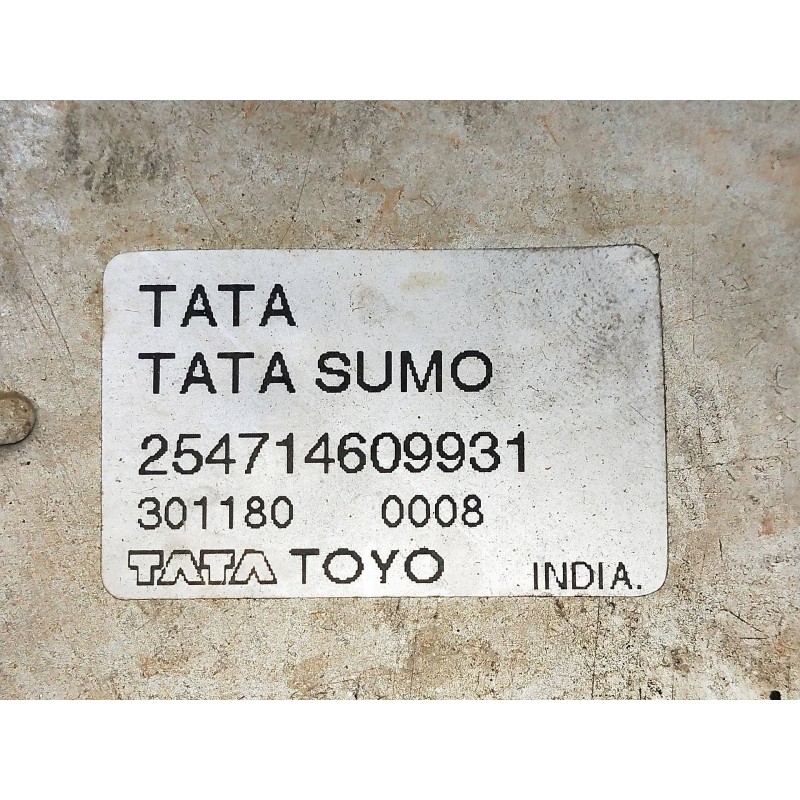 TATA
TATA SUMO
254714609931
301180 0008
TATA TOYO INDIA.